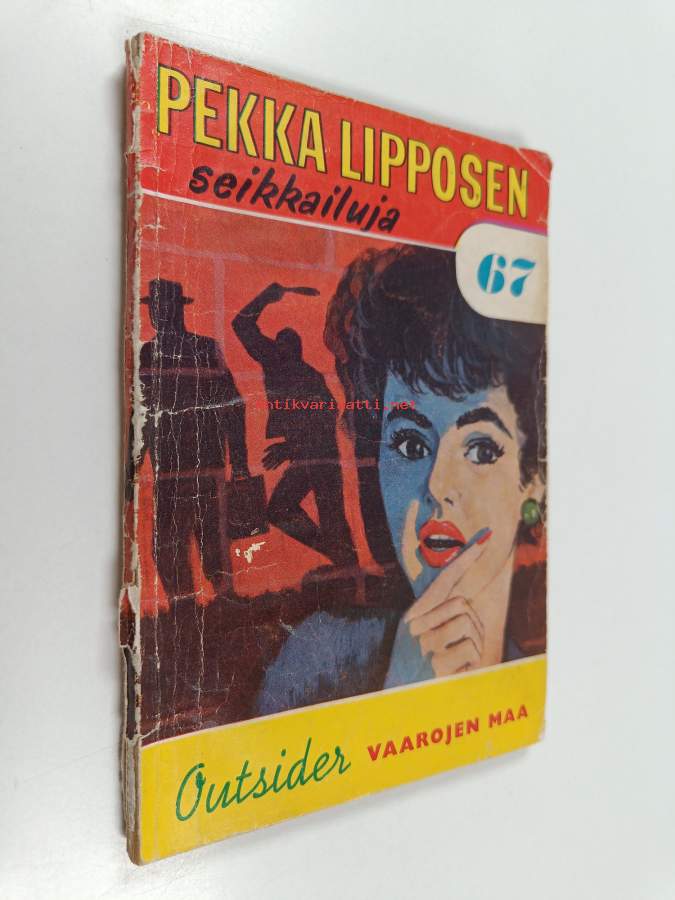 PEKKA LIPPOSEN
seikkailuja
67
antikvariaatti.net
Outsider VAAROJEN MAA